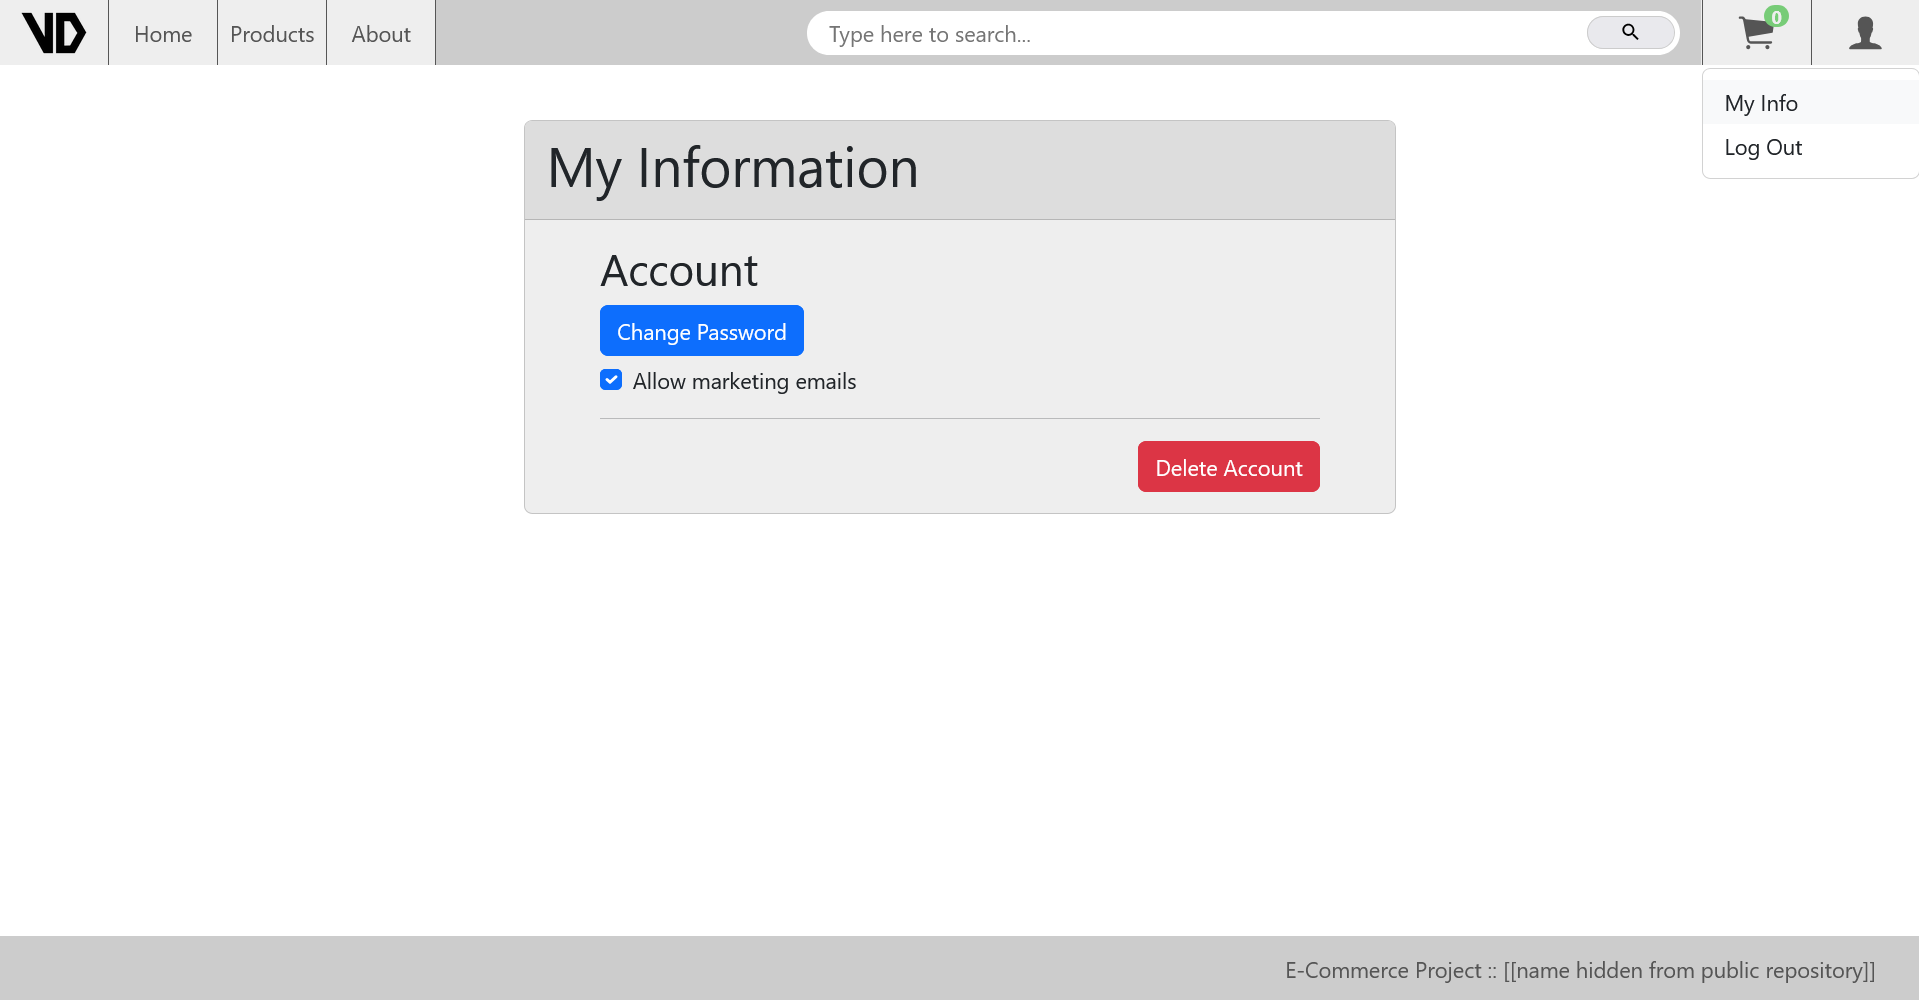 VD
Home
Products
About
Type here to search...
0
My Info
Log Out
My Information
Account
Change Password
Allow marketing emails
Delete Account
E-Commerce Project :: [[name hidden from public repository]]